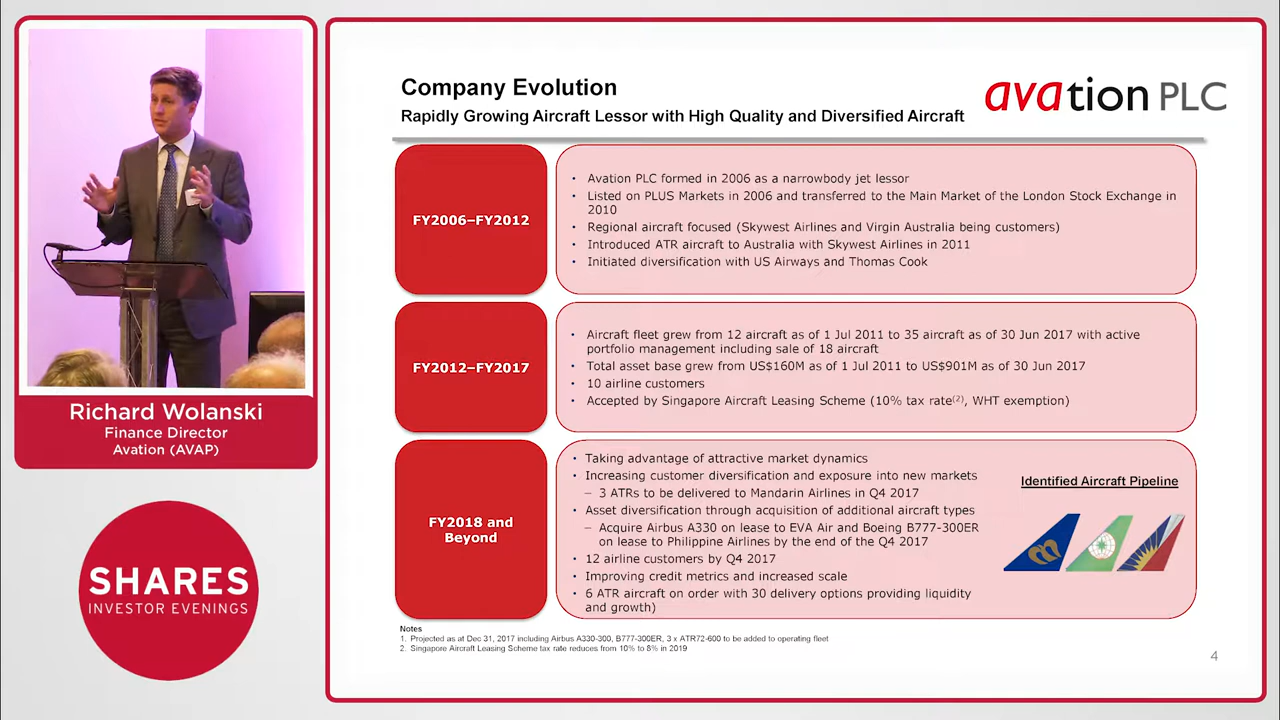 Richard Wolanski
Finance Director
Avation (AVAP)
SHARES
INVESTOR EVENINGS
Company Evolution
Rapidly Growing Aircraft Lessor with High Quality and Diversified Aircraft
avation PLC
FY2006–FY2012
• Avation PLC formed in 2006 as a narrowbody jet lessor
• Listed on PLUS Markets in 2006 and transferred to the Main Market of the London Stock Exchange in
2010
• Regional aircraft focused (Skywest Airlines and Virgin Australia being customers)
• Introduced ATR aircraft to Australia with Skywest Airlines in 2011
• Initiated diversification with US Airways and Thomas Cook
FY2012–FY2017
• Aircraft fleet grew from 12 aircraft as of 1 Jul 2011 to 35 aircraft as of 30 Jun 2017 with active
portfolio management including sale of 18 aircraft
• Total asset base grew from US$160M as of 1 Jul 2011 to US$901M as of 30 Jun 2017
• 10 airline customers
• Accepted by Singapore Aircraft Leasing Scheme (10% tax rate(2), WHT exemption)
FY2018 and
Beyond
• Taking advantage of attractive market dynamics
• Increasing customer diversification and exposure into new markets
– 3 ATRs to be delivered to Mandarin Airlines in Q4 2017
• Asset diversification through acquisition of additional aircraft types
– Acquire Airbus A330 on lease to EVA Air and Boeing B777-300ER
on lease to Philippine Airlines by the end of the Q4 2017
• 12 airline customers by Q4 2017
• Improving credit metrics and increased scale
• 6 ATR aircraft on order with 30 delivery options providing liquidity
and growth)
Identified Aircraft Pipeline
Notes
1. Projected as at Dec 31, 2017 including Airbus A330-300, B777-300ER, 3 x ATR72-600 to be added to operating fleet
2. Singapore Aircraft Leasing Scheme tax rate reduces from 10% to 8% in 2019
4